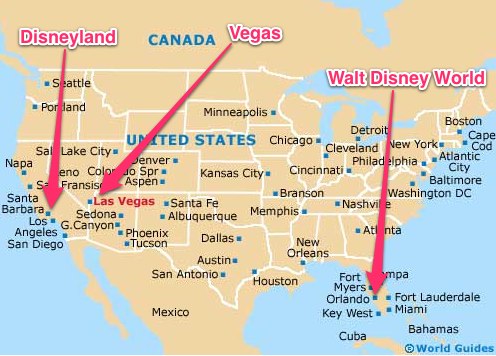 Disneyland
Vegas
CANADA
Walt Disney World
Seattle
Portland
Minneapolis
Boston
Cape
Cod
Detroit
New York
UNITED STATES
Chicago
Cleveland
Philadelphia
Atlantic
City
Salt Lake City
Napa
Reno
Denver
Colorado Spr
Aspen
Kansas City
Cincinnati
Baltimore
Washington DC
San Francisco
Branson
Santa
Barbara
Las Vegas
Santa Fe
Memphis
Nashville
Los
Angeles
Sedona
G.Canyon
Albuquerque
San Diego
Phoenix
Tucson
Dallas
Atlanta
New
Orleans
Austin
San Antonio
Houston
Fort
Myers
Orlando
Fort Lauderdale
Mexico
Key West
Miami
Bahamas
Cuba
©World Guides